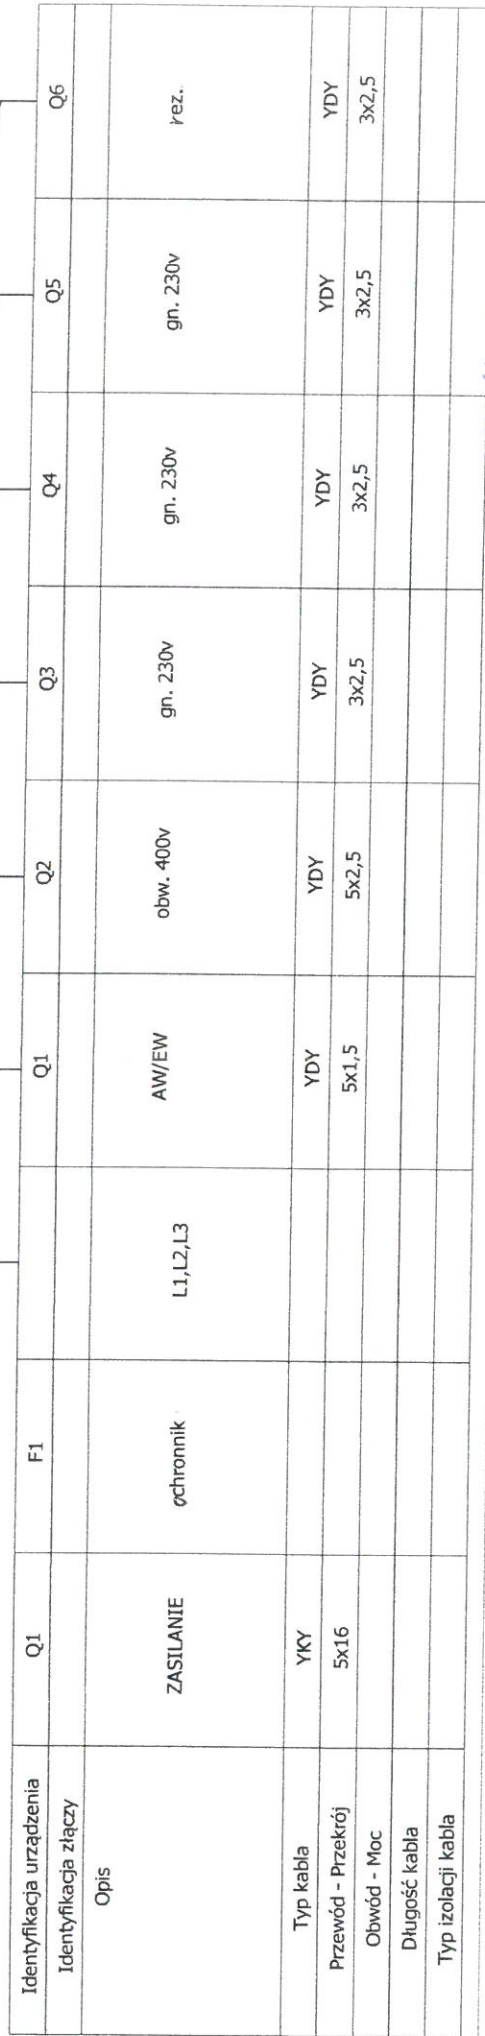 Identyfikacja urządzenia Q1 F1 Q1 Q2 Q3 Q4 Q5 Q6
Identyfikacja złączy
Opis ZASILANIE ochronnik L1,L2,L3 AW/EW obw. 400v gn. 230v gn. 230v gn. 230v rez.
Typ kabla YKY YDY YDY YDY YDY YDY YDY
Przewód - Przekrój 5x16 5x1,5 5x2,5 3x2,5 3x2,5 3x2,5 3x2,5
Obwód - Moc
Długość kabla
Typ izolacji kabla